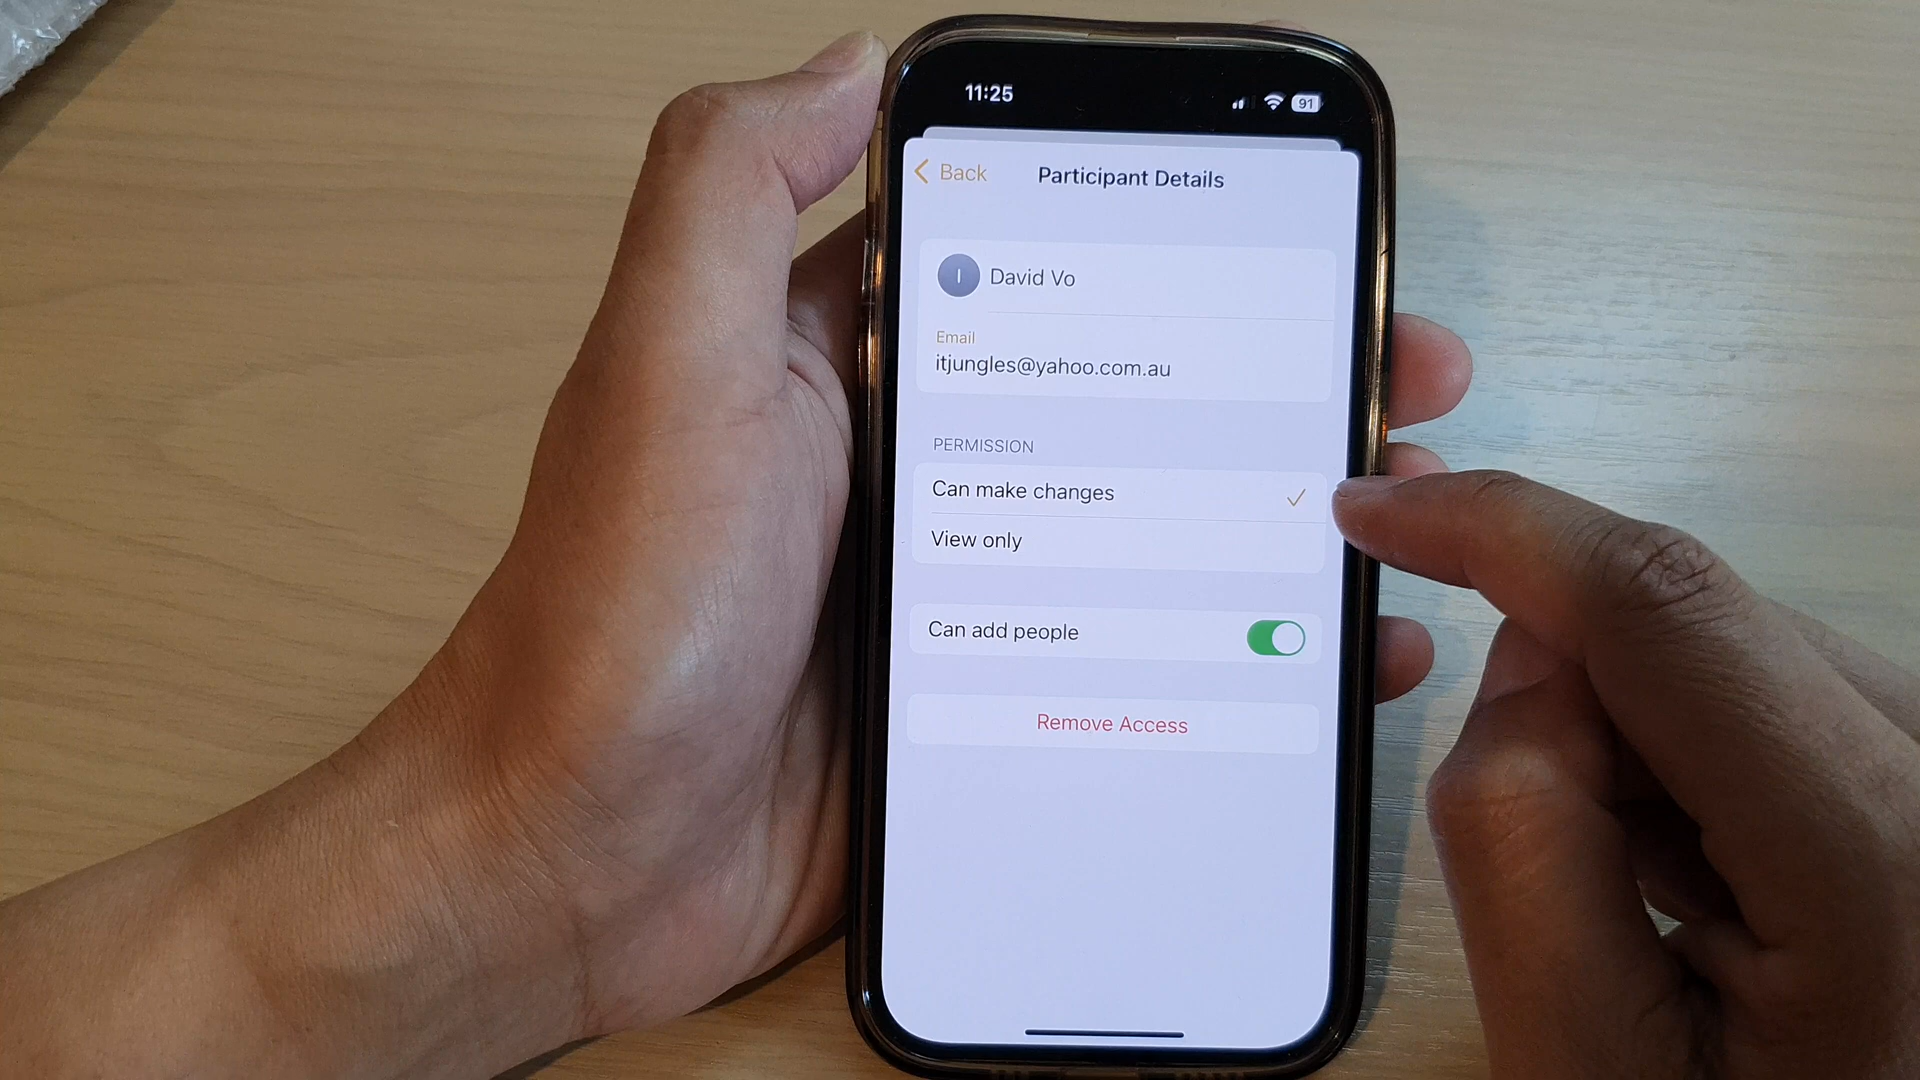 11:25
91
Back
Participant Details
I
David Vo
Email
itjungles@yahoo.com.au
PERMISSION
Can make changes
View only
Can add people
Remove Access